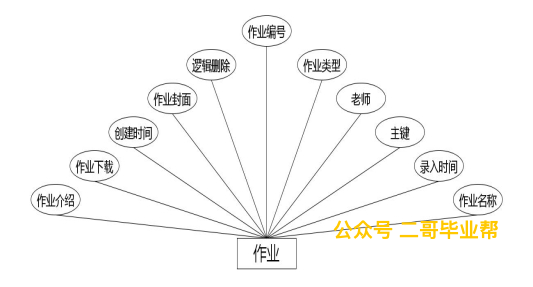 作业编号
逻辑删除
作业类型
作业封面
老师
创建时间
主键
作业下载
录入时间
作业介绍
作业名称
公众号 二哥毕业帮
作业